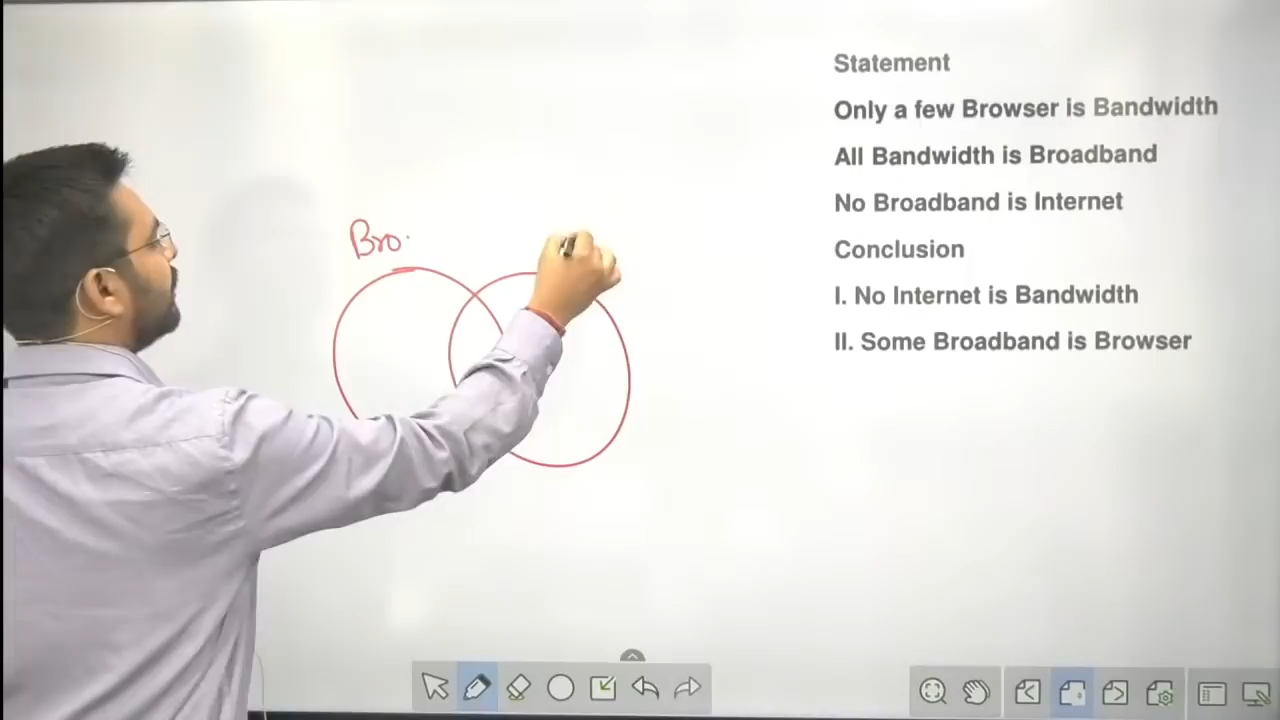 Statement
Only a few Browser is Bandwidth
All Bandwidth is Broadband
No Broadband is Internet
Conclusion
I. No Internet is Bandwidth
II. Some Broadband is Browser
Bro.